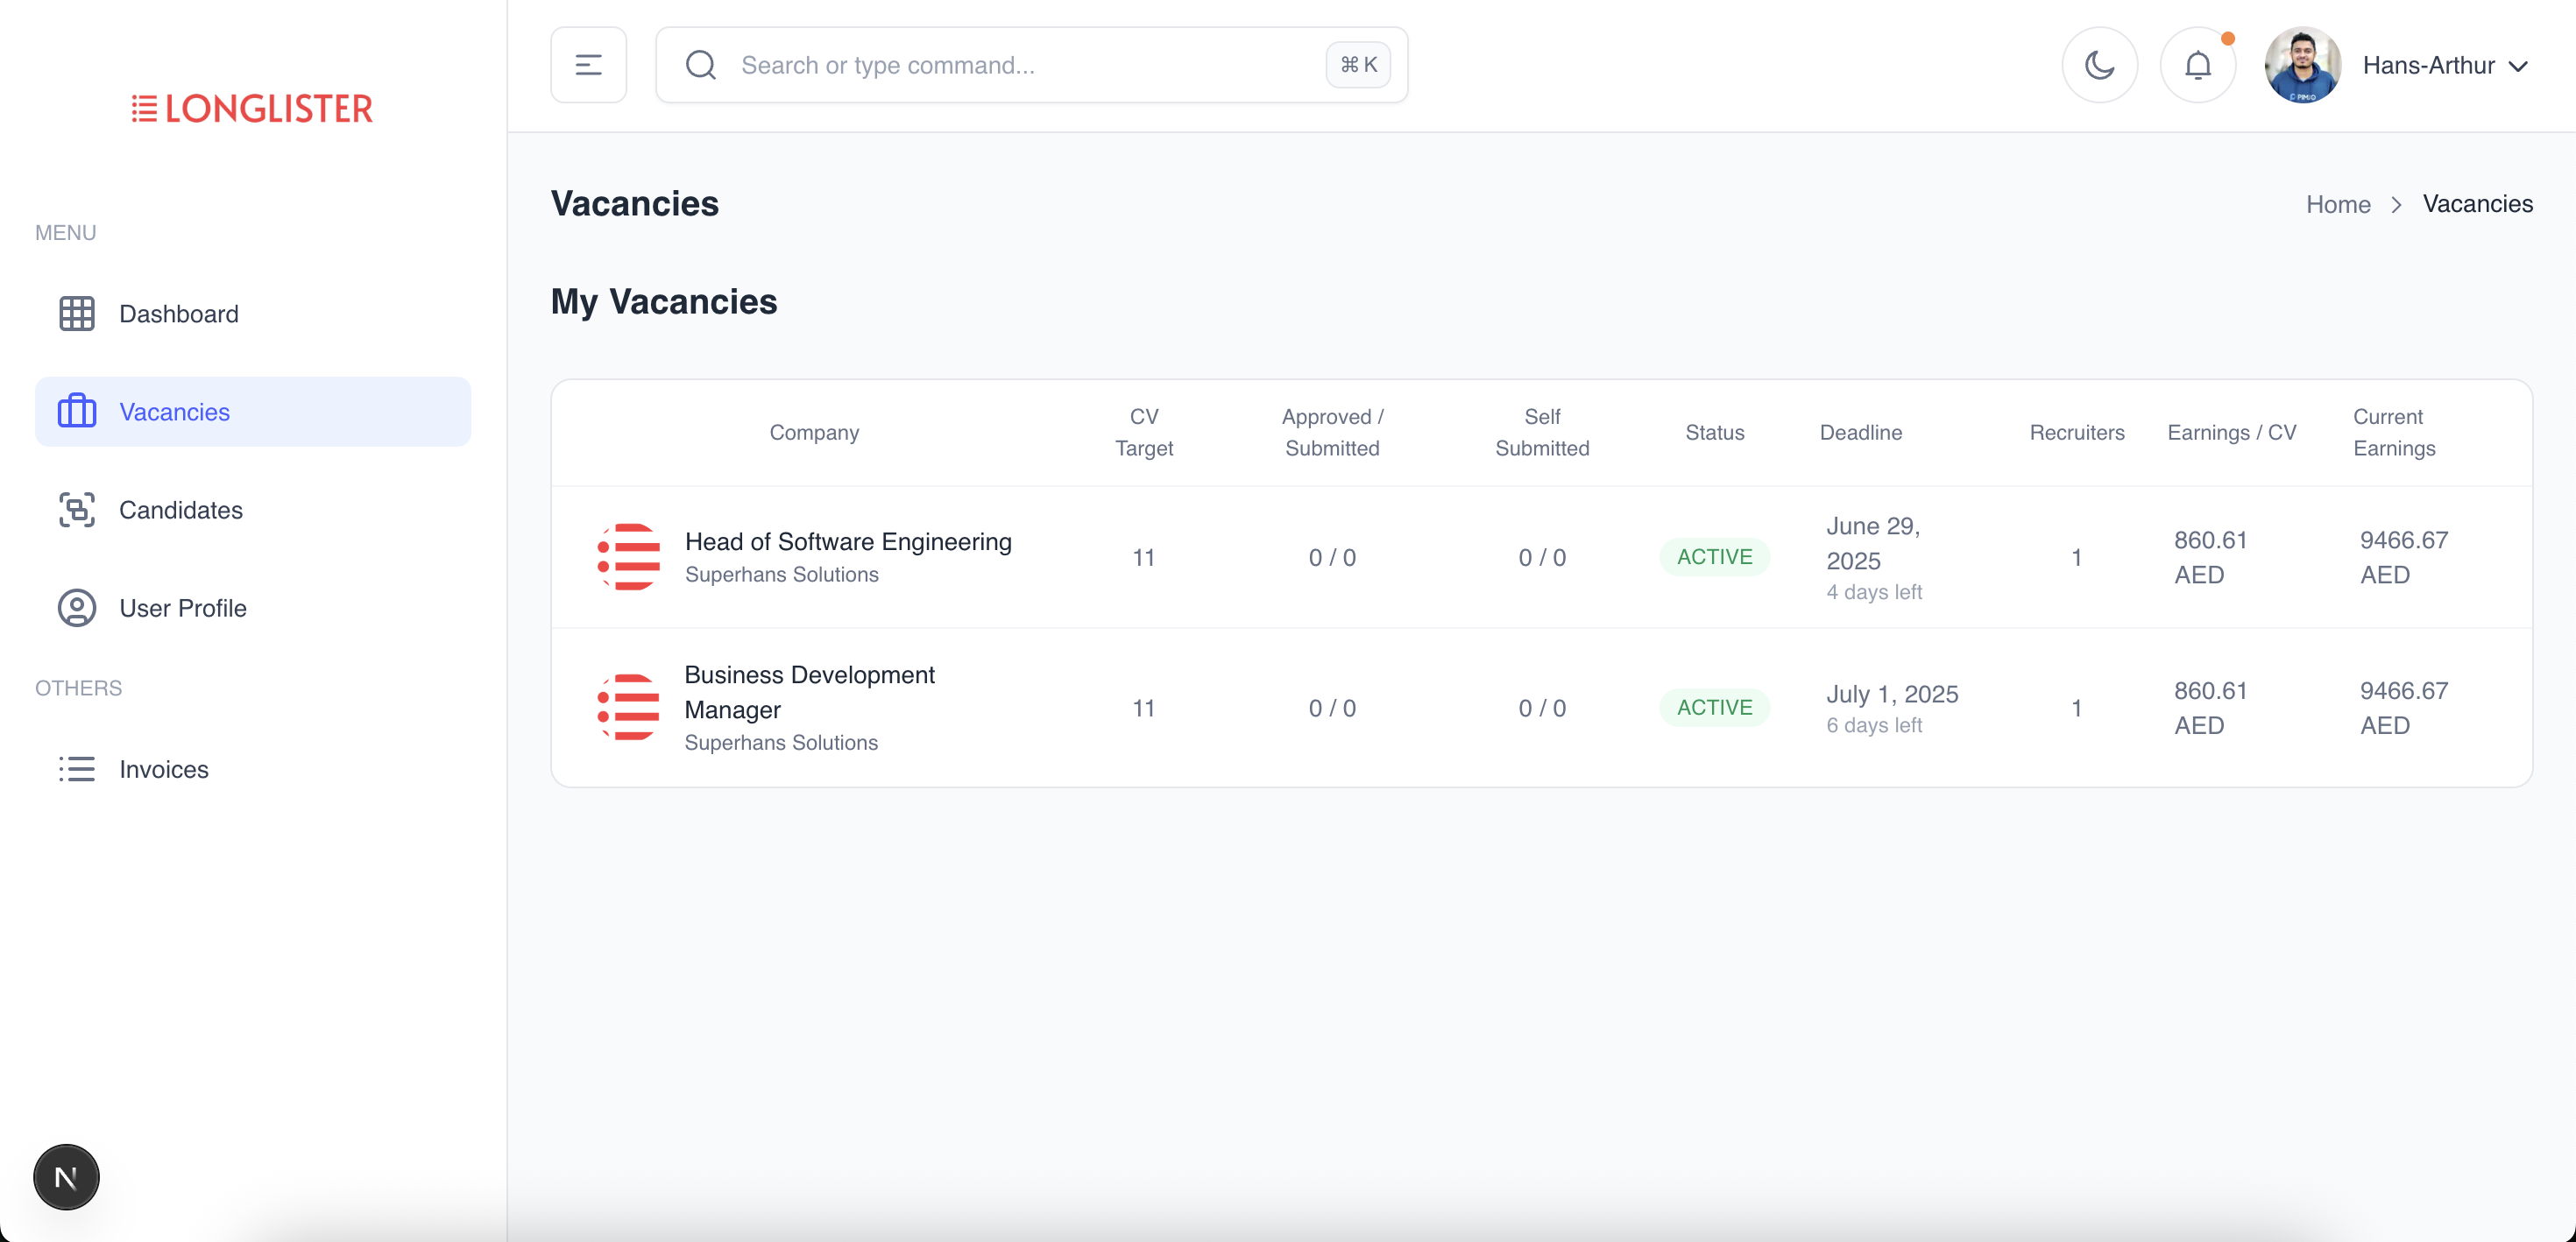 LONGLISTER
Search or type command...
⌘ K
Hans-Arthur
MENU
Dashboard
Vacancies
Candidates
User Profile
OTHERS
Invoices
N
Vacancies
Home > Vacancies
My Vacancies
Company
CV
Target
Approved /
Submitted
Self
Submitted
Status
Deadline
Recruiters
Earnings / CV
Current
Earnings
Head of Software Engineering
Superhans Solutions
11
0 / 0
0 / 0
ACTIVE
June 29,
2025
4 days left
1
860.61
AED
9466.67
AED
Business Development
Manager
Superhans Solutions
11
0 / 0
0 / 0
ACTIVE
July 1, 2025
6 days left
1
860.61
AED
9466.67
AED